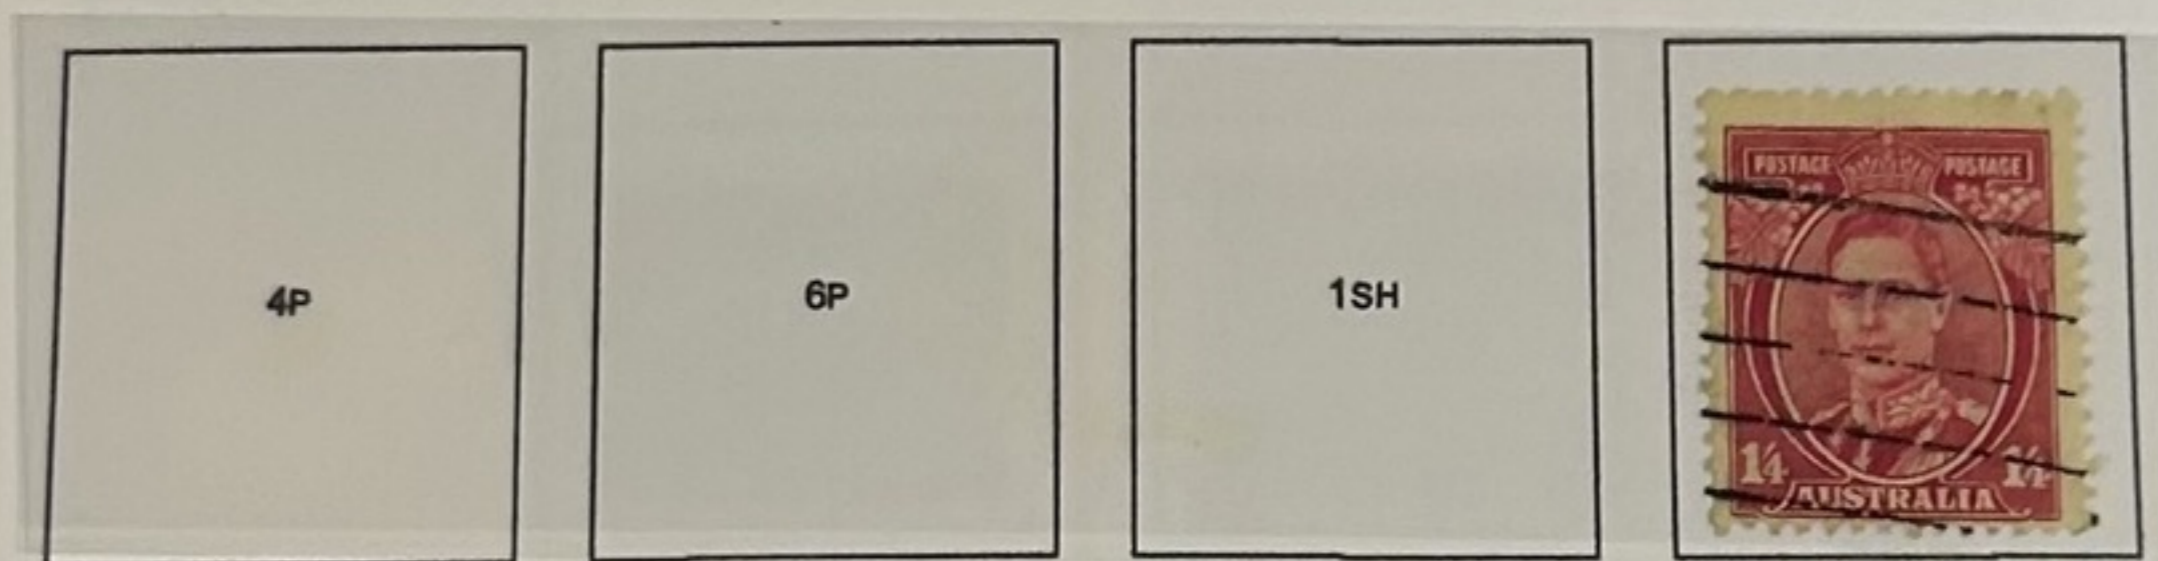 4P
6P
1SH
POSTAGE POSTAGE
1/4 1/4
AUSTRALIA